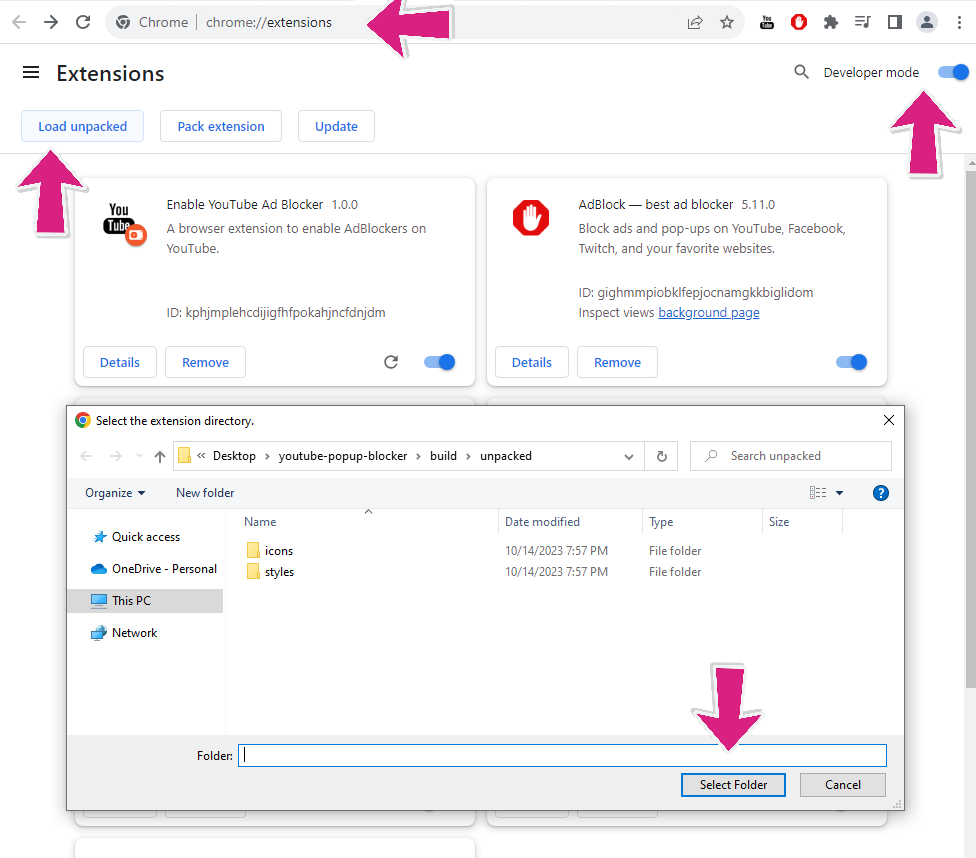 Chrome | chrome://extensions
You
Tube
Extensions
Developer mode
Load unpacked
Pack extension
Update
You
Tube
Enable YouTube Ad Blocker 1.0.0
A browser extension to enable AdBlockers on
YouTube.
ID: kphjmplehcdijigfhfpokahjncfdnjdm
Details
Remove
AdBlock — best ad blocker 5.11.0
Block ads and pop-ups on YouTube, Facebook,
Twitch, and your favorite websites.
ID: gighmmpiobklfepjocnamgkkbiglidom
Inspect views background page
Details
Remove
Select the extension directory.
« Desktop › youtube-popup-blocker › build › unpacked
Search unpacked
Organize
New folder
?
Name
Date modified
Type
Size
Quick access
OneDrive - Personal
This PC
Network
icons 10/14/2023 7:57 PM File folder
styles 10/14/2023 7:57 PM File folder
Folder:
Select Folder
Cancel